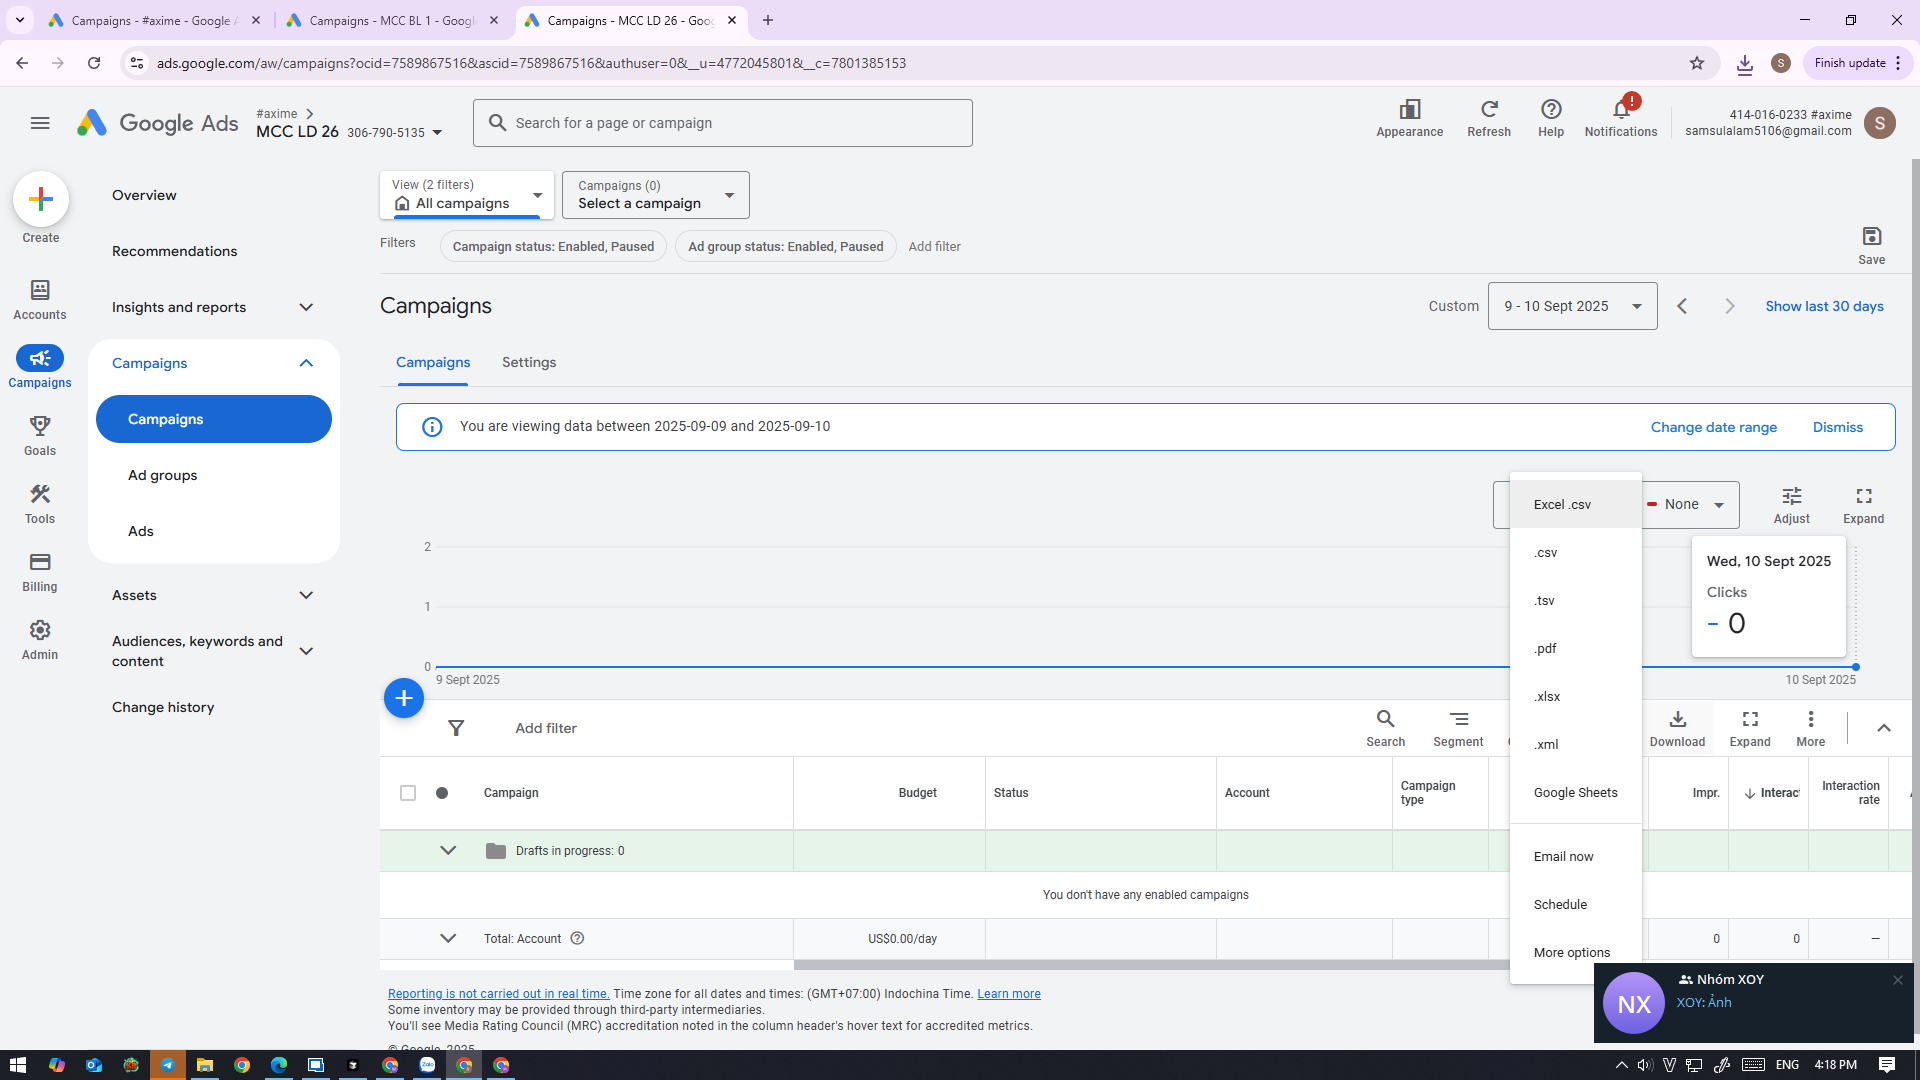 Campaigns - #axime - Google A
Campaigns - MCC BL 1 - Googl
Campaigns - MCC LD 26 - Goog
ads.google.com/aw/campaigns?ocid=7589867516&ascid=7589867516&authuser=0&__u=4772045801&__c=7801385153
S
Finish update
Google Ads
#axime
MCC LD 26 306-790-5135
Search for a page or campaign
Appearance
Refresh
Help
!
Notifications
414-016-0233 #axime
samsulalam5106@gmail.com
S
Create
Accounts
Campaigns
Goals
Tools
Billing
Admin
Overview
Recommendations
Insights and reports
Campaigns
Campaigns
Ad groups
Ads
Assets
Audiences, keywords and
content
Change history
View (2 filters)
All campaigns
Campaigns (0)
Select a campaign
Filters
Campaign status: Enabled, Paused
Ad group status: Enabled, Paused
Add filter
Save
Campaigns
Custom
9 - 10 Sept 2025
Show last 30 days
Campaigns
Settings
You are viewing data between 2025-09-09 and 2025-09-10
Change date range
Dismiss
None
Adjust
Expand
2
1
0
9 Sept 2025
10 Sept 2025
Wed, 10 Sept 2025
Clicks
0
Excel .csv
.csv
.tsv
.pdf
.xlsx
.xml
Google Sheets
Email now
Schedule
More options
Add filter
Search
Segment
Download
Expand
More
Campaign
Budget
Status
Account
Campaign
type
Impr.
Interact
Interaction
rate
Drafts in progress: 0
You don't have any enabled campaigns
Total: Account
US$0.00/day
0
0
—
Reporting is not carried out in real time. Time zone for all dates and times: (GMT+07:00) Indochina Time. Learn more
Some inventory may be provided through third-party intermediaries.
You'll see Media Rating Council (MRC) accreditation noted in the column header's hover text for accredited metrics.
© Google, 2025
NX
Nhóm XOY
XOY: Ảnh
Zalo
ENG
4:18 PM